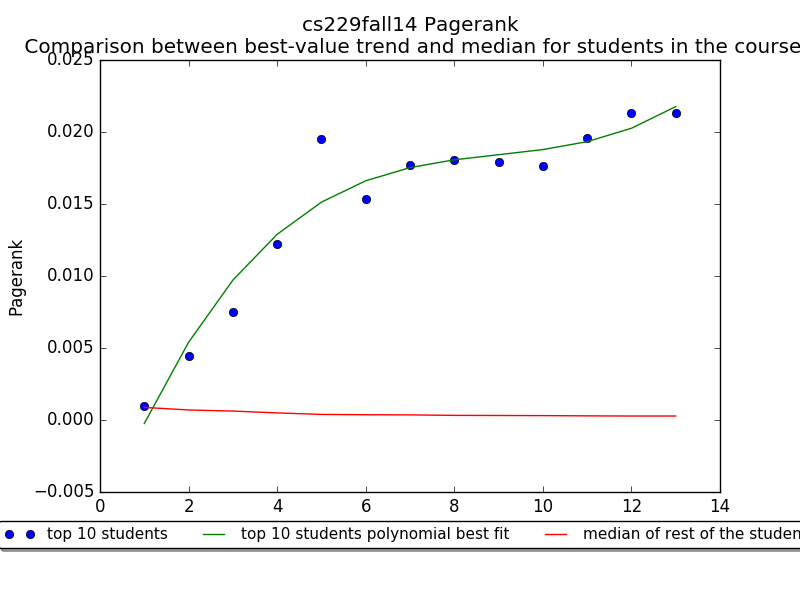 cs229fall14 Pagerank
Comparison between best-value trend and median for students in the course
0.025
0.020
0.015
0.010
0.005
0.000
−0.005
Pagerank
0 2 4 6 8 10 12 14
top 10 students top 10 students polynomial best fit median of rest of the studen